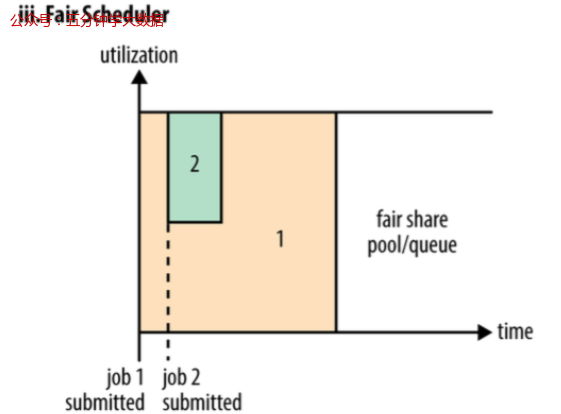 iii. Fair Scheduler
公众号：五分钟学大数据
utilization
2
1
fair share
pool/queue
time
job 1
submitted
job 2
submitted